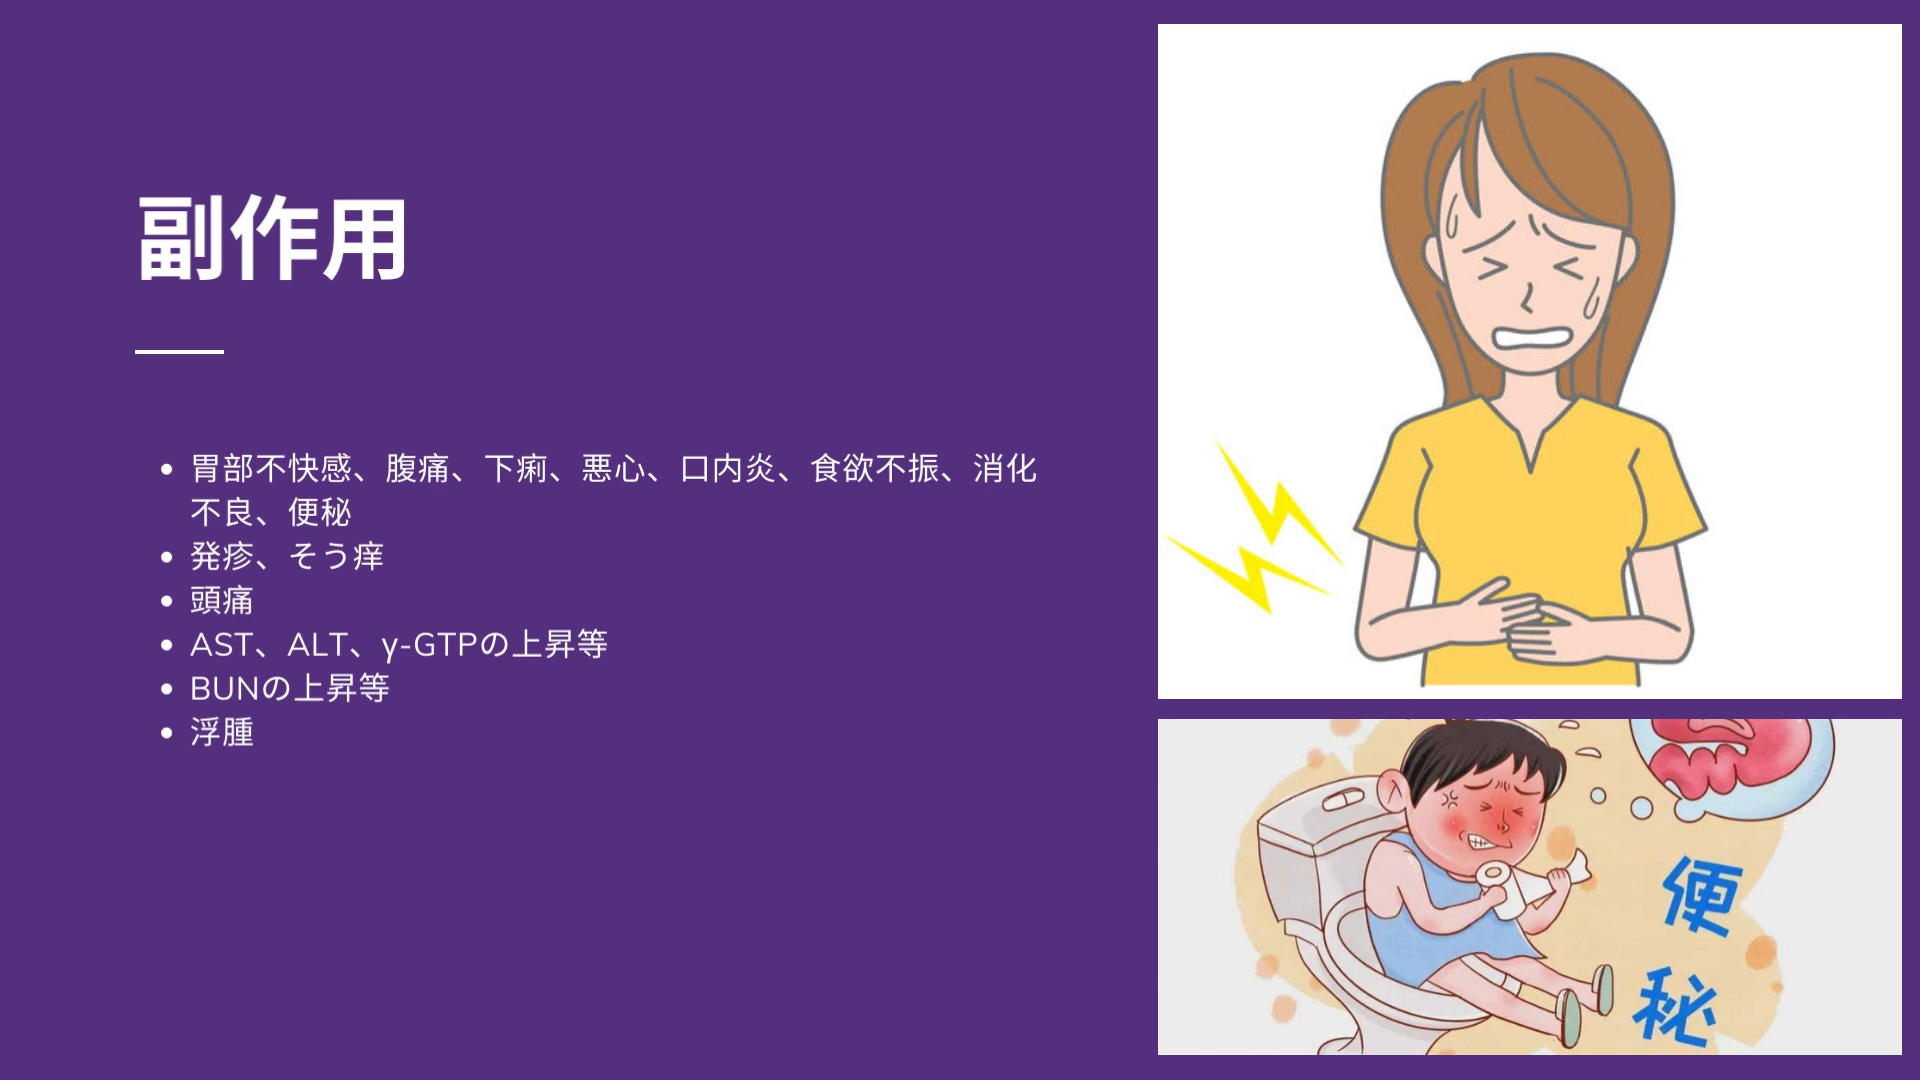 副作用
• 胃部不快感、腹痛、下痢、悪心、口内炎、食欲不振、消化
不良、便秘
• 発疹、そう痒
• 頭痛
• AST、ALT、γ-GTPの上昇等
• BUNの上昇等
• 浮腫
便
秘